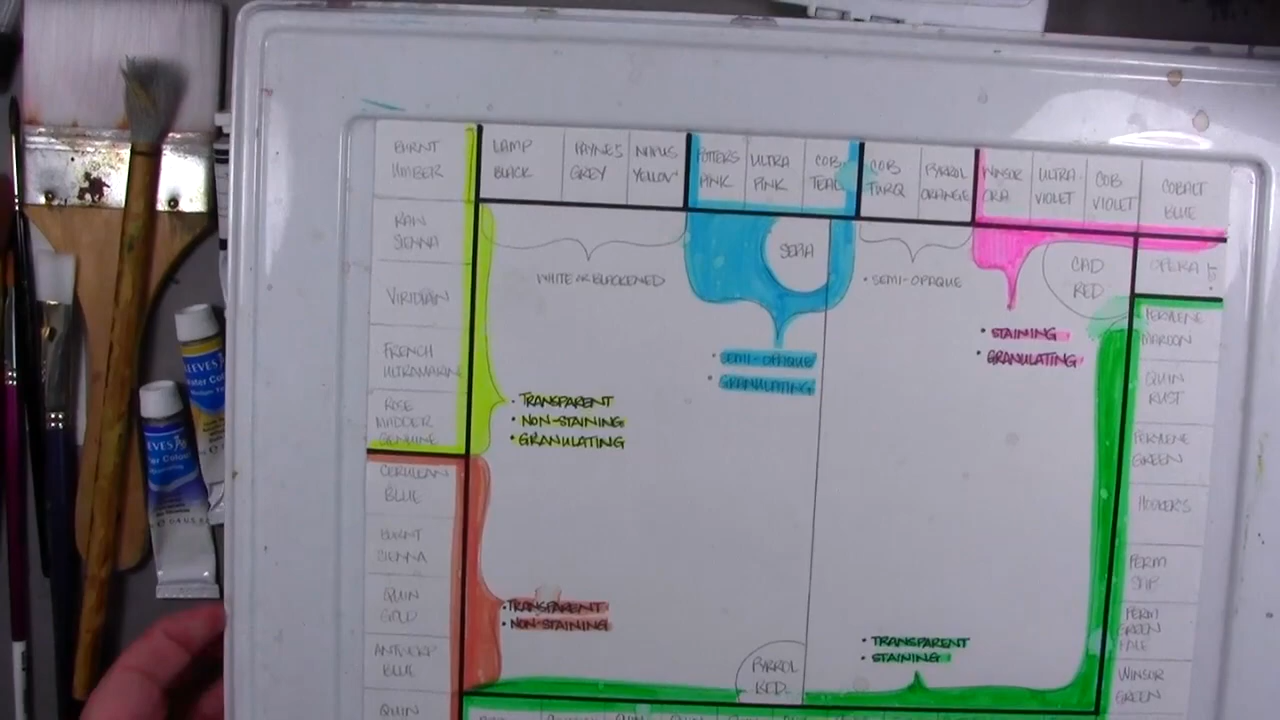 BURNT
UMBER
LAMP
BLACK
PAYNES
GREY
NAPLES
YELLOW
POTTERS
PINK
ULTRA
PINK
COB
TEAL
COB
TURQ
PYRROL
ORANGE
WINSOR
ULTRA
VIOLET
COB
VIOLET
COBALT
BLUE
RAW
SIENNA
VIRIDIAN
FRENCH
ULTRAMARINE
ROSE
MADDER
GENUINE
CERULEAN
BLUE
BURNT
SIENNA
QUIN
GOLD
ANTWERP
BLUE
QUIN
WHITE OR BLACKENED
SEPIA
• SEMI-OPAQUE
CAD
RED
OPERA
PERYLENE
MAROON
QUIN
RUST
PERYLENE
GREEN
HOOKER'S
PERM
SAP
PERM
GREEN
PALE
WINSOR
GREEN
• SEMI-OPAQUE
• GRANULATING
• STAINING
• GRANULATING
• TRANSPARENT
• NON-STAINING
• GRANULATING
• TRANSPARENT
• NON-STAINING
• TRANSPARENT
• STAINING
PYRROL
RED